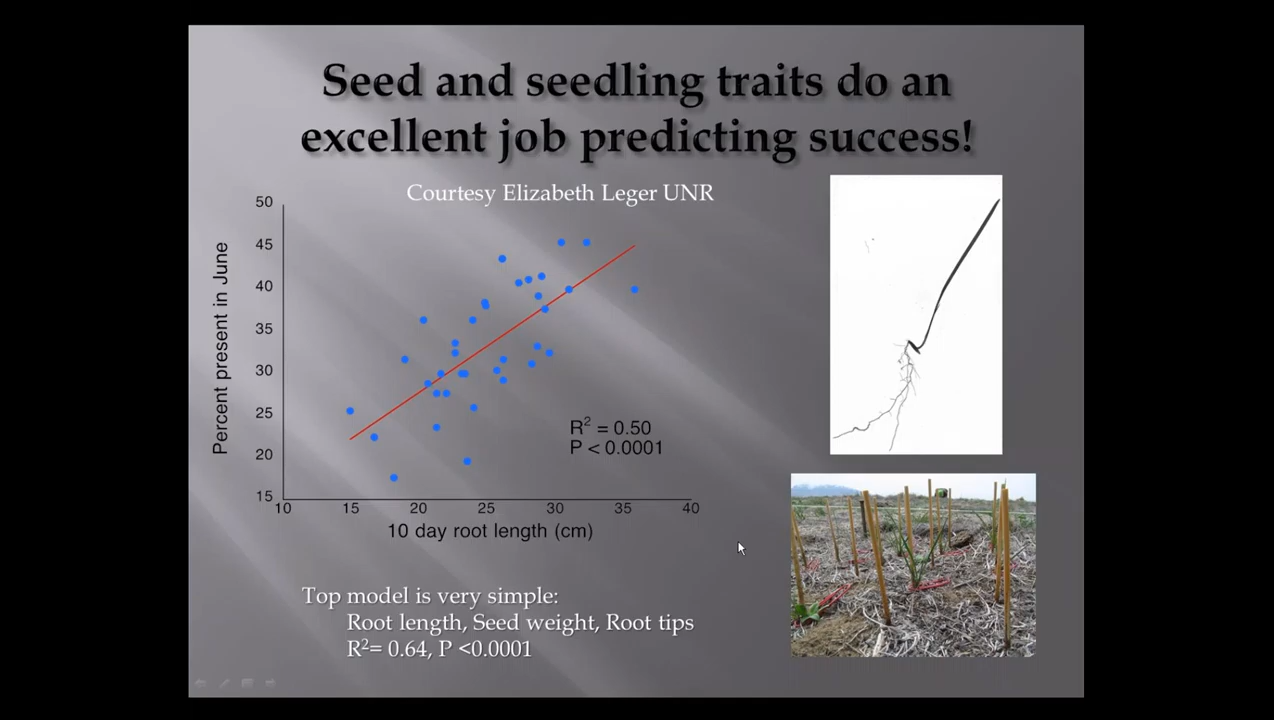 Seed and seedling traits do an
excellent job predicting success!
Courtesy Elizabeth Leger UNR
50
45
40
35
30
25
20
15
Percent present in June
R² = 0.50
P < 0.0001
10 15 20 25 30 35 40
10 day root length (cm)
Top model is very simple:
Root length, Seed weight, Root tips
R²= 0.64, P <0.0001